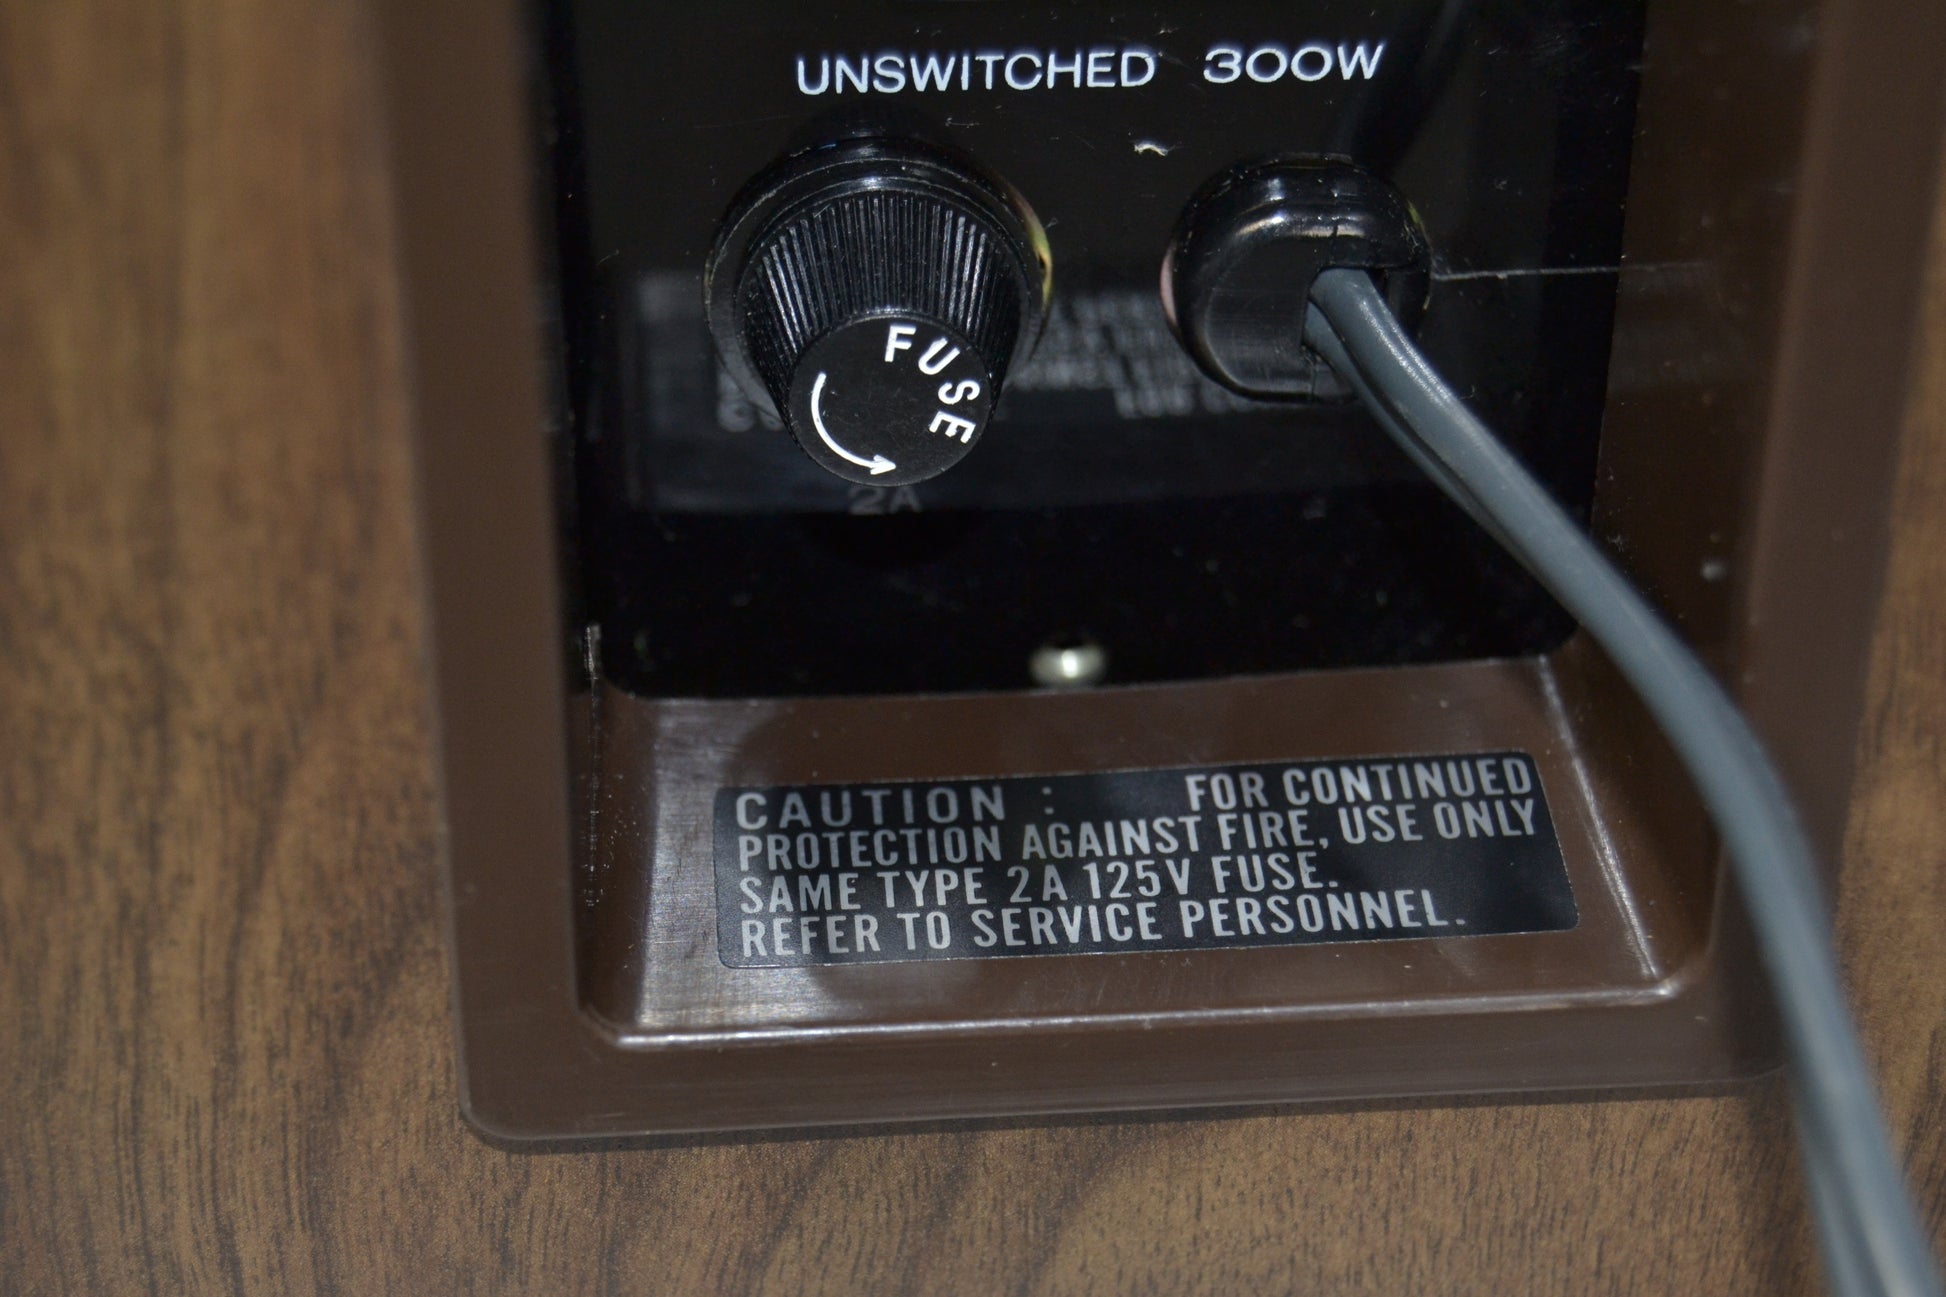 UNSWITCHED 300W
FUSE
2A
CAUTION : FOR CONTINUED
PROTECTION AGAINST FIRE, USE ONLY
SAME TYPE 2A 125V FUSE.
REFER TO SERVICE PERSONNEL.